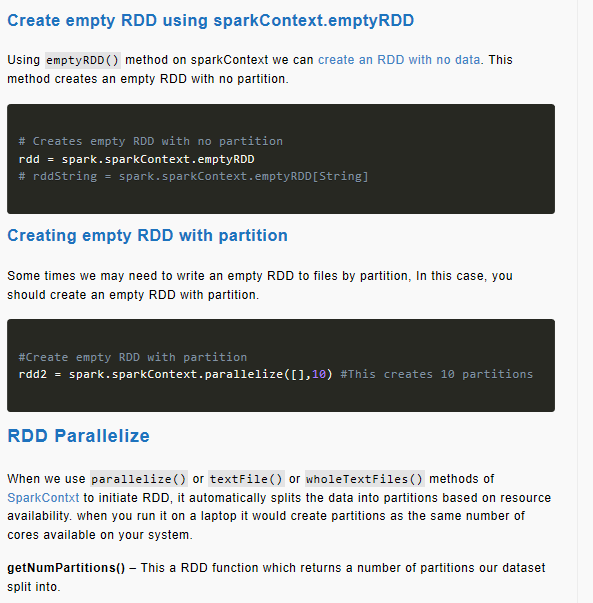 Create empty RDD using sparkContext.emptyRDD
Using emptyRDD() method on sparkContext we can create an RDD with no data. This
method creates an empty RDD with no partition.
# Creates empty RDD with no partition
rdd = spark.sparkContext.emptyRDD
# rddString = spark.sparkContext.emptyRDD[String]
Creating empty RDD with partition
Some times we may need to write an empty RDD to files by partition, In this case, you
should create an empty RDD with partition.
#Create empty RDD with partition
rdd2 = spark.sparkContext.parallelize([],10) #This creates 10 partitions
RDD Parallelize
When we use parallelize() or textFile() or wholeTextFiles() methods of
SparkContxt to initiate RDD, it automatically splits the data into partitions based on resource
availability. when you run it on a laptop it would create partitions as the same number of
cores available on your system.
getNumPartitions() – This a RDD function which returns a number of partitions our dataset
split into.